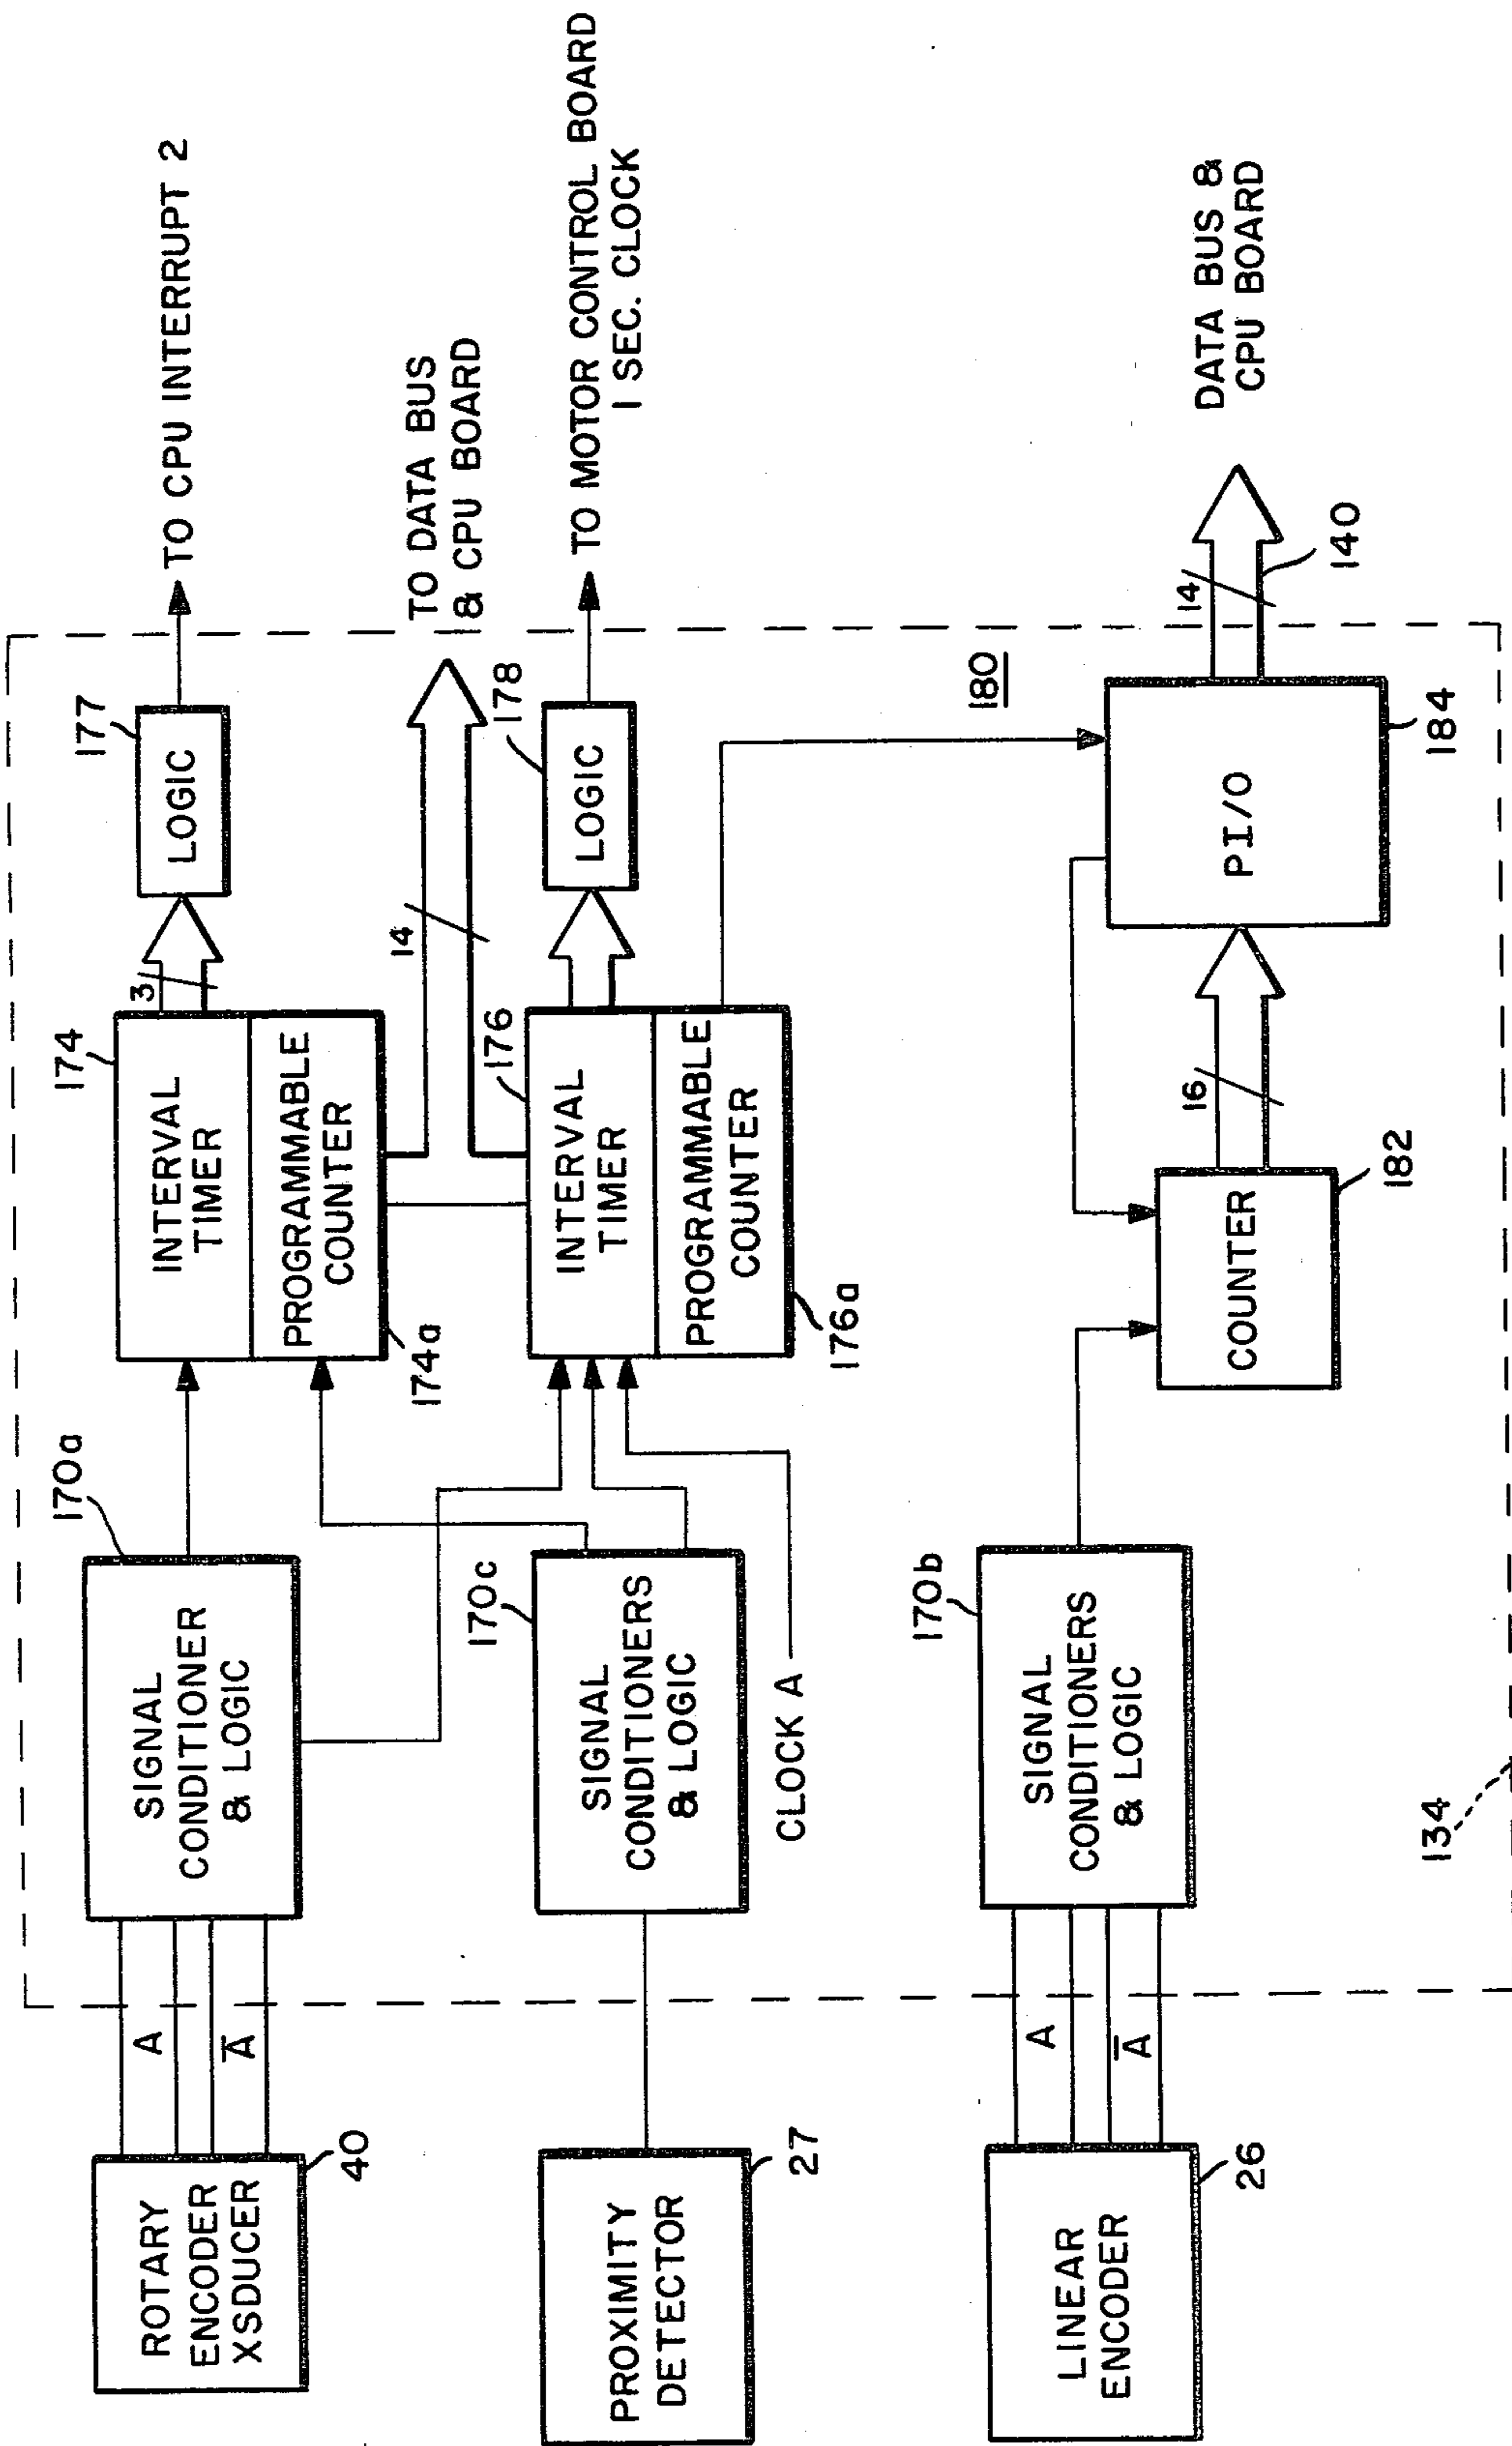 ROTARY
ENCODER
XSDUCER
40
A
A̅
SIGNAL
CONDITIONER
& LOGIC
170a
INTERVAL
TIMER
174
PROGRAMMABLE
COUNTER
174a
3
LOGIC
177
TO CPU INTERRUPT 2
14
TO DATA BUS
& CPU BOARD
PROXIMITY
DETECTOR
27
SIGNAL
CONDITIONERS
& LOGIC
170c
CLOCK A
INTERVAL
TIMER
176
PROGRAMMABLE
COUNTER
176a
LOGIC
178
TO MOTOR CONTROL BOARD
1 SEC. CLOCK
180
LINEAR
ENCODER
26
A
A̅
SIGNAL
CONDITIONERS
& LOGIC
170b
COUNTER
182
16
PI/O
184
14
140
DATA BUS &
CPU BOARD
134